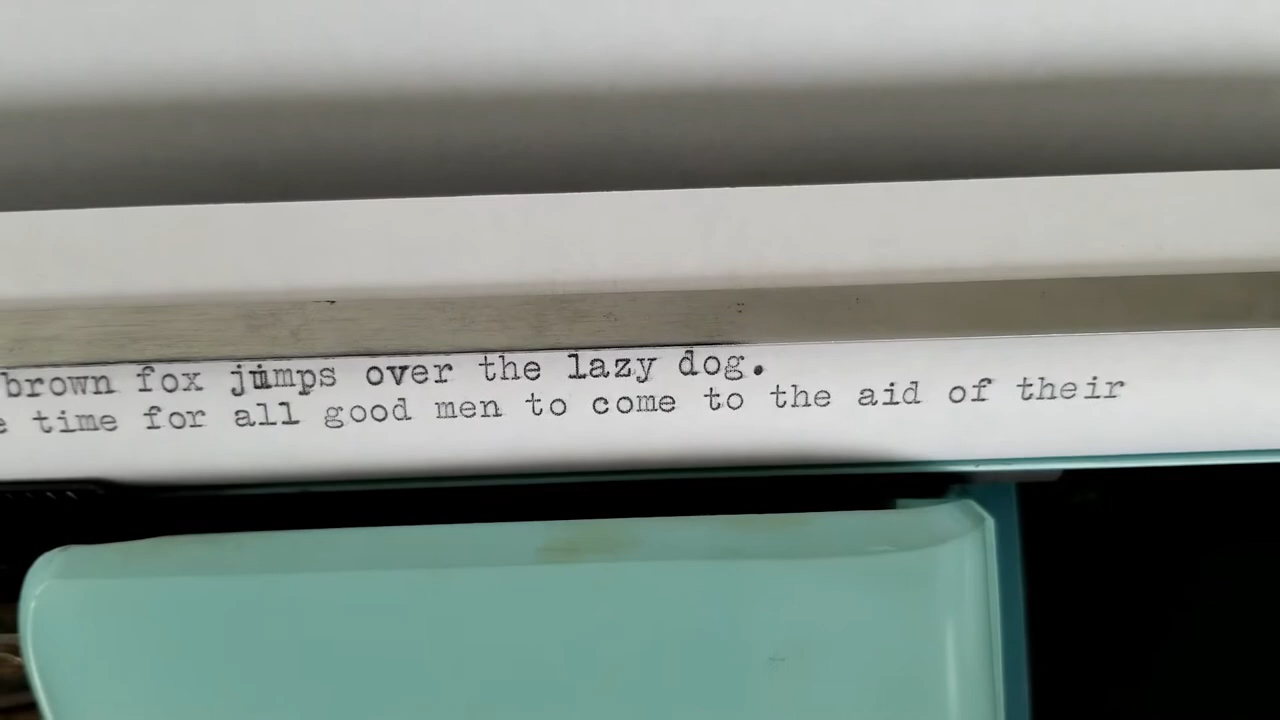 brown fox jumps over the lazy dog.
e time for all good men to come to the aid of their